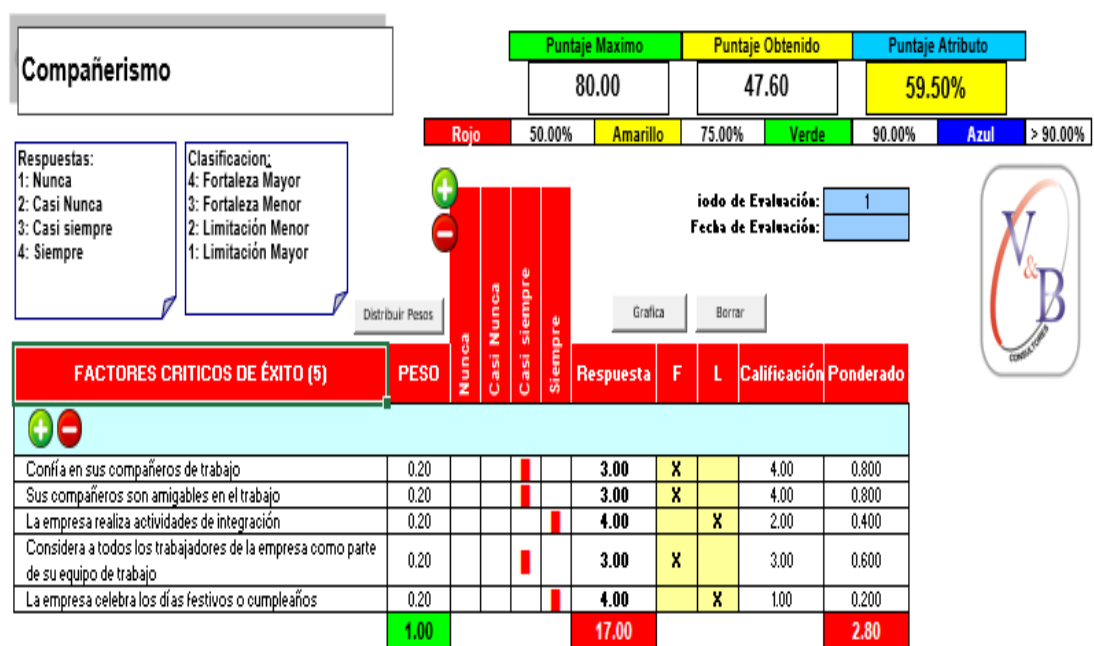 Compañerismo
Puntaje Maximo Puntaje Obtenido Puntaje Atributo
80.00 47.60 59.50%
Rojo 50.00% Amarillo 75.00% Verde 90.00% Azul > 90.00%
Respuestas:
1: Nunca
2: Casi Nunca
3: Casi siempre
4: Siempre
Clasificacion:
4: Fortaleza Mayor
3: Fortaleza Menor
2: Limitación Menor
1: Limitación Mayor
iodo de Evaluación: 1
Fecha de Evaluación:
V&B
CONSULTORES
Distribuir Pesos
Grafica
Borrar
FACTORES CRITICOS DE ÉXITO (5) PESO Nunca Casi Nunca Casi siempre Siempre Respuesta F L Calificación Ponderado
Confía en sus compañeros de trabajo 0.20 3.00 X 4.00 0.800
Sus compañeros son amigables en el trabajo 0.20 3.00 X 4.00 0.800
La empresa realiza actividades de integración 0.20 4.00 X 2.00 0.400
Considera a todos los trabajadores de la empresa como parte
de su equipo de trabajo 0.20 3.00 X 3.00 0.600
La empresa celebra los días festivos o cumpleaños 0.20 4.00 X 1.00 0.200
1.00 17.00 2.80